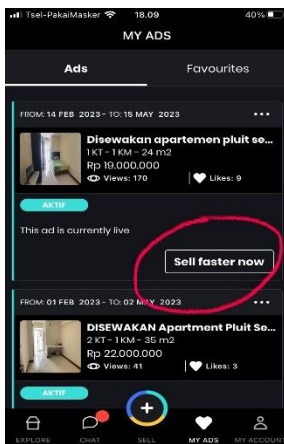 Tsel-PakaiMasker 18.09 40%
MY ADS
Ads Favourites
FROM: 14 FEB 2023 - TO: 15 MAY 2023
Disewakan apartemen pluit se...
1 KT - 1 KM - 24 m2
Rp 19.000.000
Views: 170 Likes: 9
AKTIF
This ad is currently live
Sell faster now
FROM: 01 FEB 2023 - TO: 02 MAY 2023
DISEWAKAN Apartment Pluit Se...
2 KT - 1 KM - 35 m2
Rp 22.000.000
Views: 41 Likes: 3
AKTIF
EXPLORE CHAT SELL MY ADS MY ACCOUNT